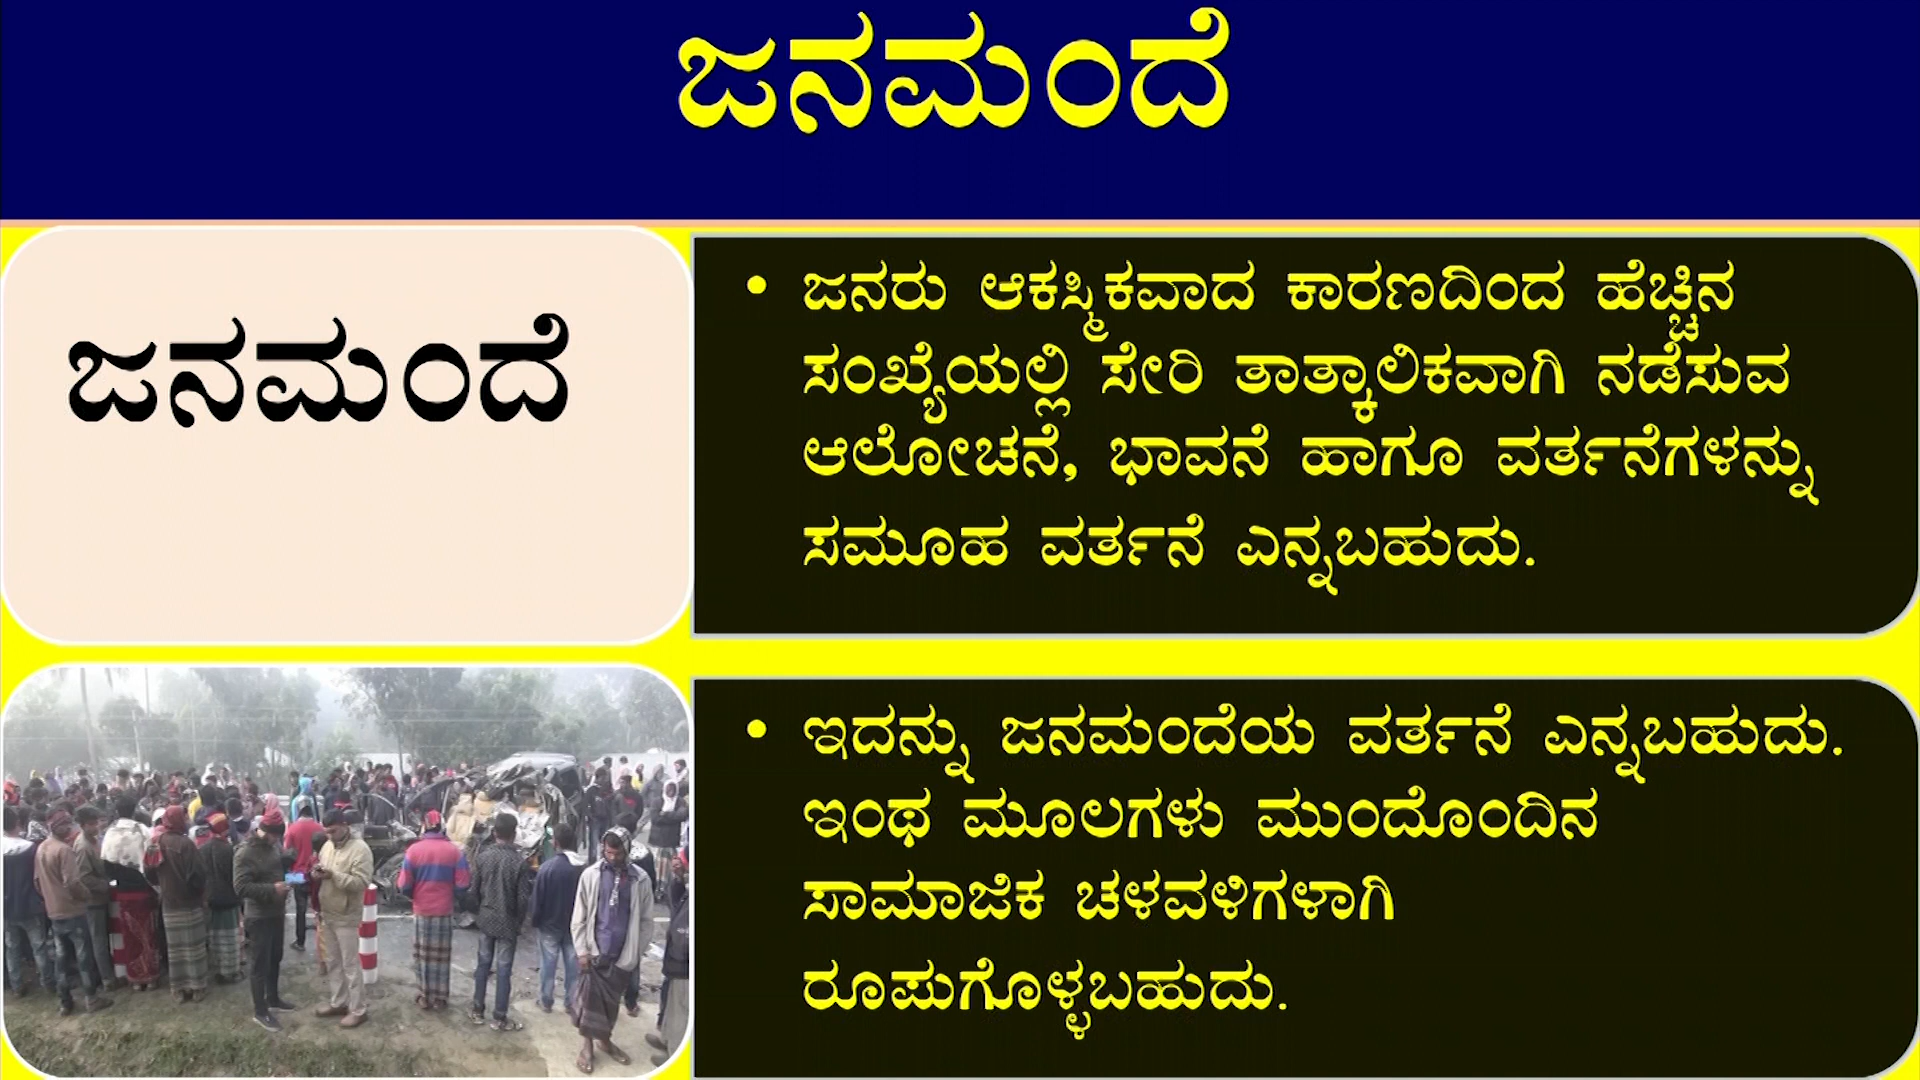 ಜನಮಂದೆ
ಜನಮಂದೆ
• ಜನರು ಆಕಸ್ಮಿಕವಾದ ಕಾರಣದಿಂದ ಹೆಚ್ಚಿನ
ಸಂಖ್ಯೆಯಲ್ಲಿ ಸೇರಿ ತಾತ್ಕಾಲಿಕವಾಗಿ ನಡೆಸುವ
ಆಲೋಚನೆ, ಭಾವನೆ ಹಾಗೂ ವರ್ತನೆಗಳನ್ನು
ಸಮೂಹ ವರ್ತನೆ ಎನ್ನಬಹುದು.
• ಇದನ್ನು ಜನಮಂದೆಯ ವರ್ತನೆ ಎನ್ನಬಹುದು.
ಇಂಥ ಮೂಲಗಳು ಮುಂದೊಂದಿನ
ಸಾಮಾಜಿಕ ಚಳವಳಿಗಳಾಗಿ
ರೂಪುಗೊಳ್ಳಬಹುದು.